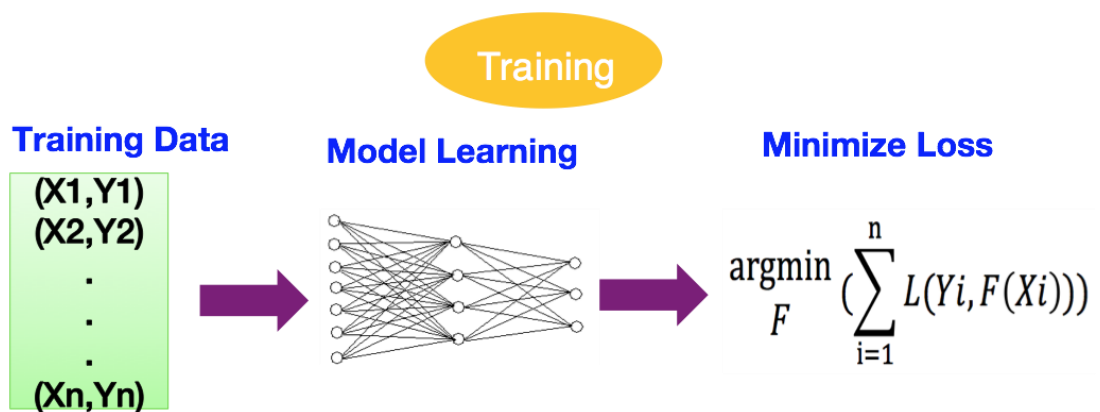 Training
Training Data
Model Learning
Minimize Loss
(X1,Y1)
(X2,Y2)
.
.
.
(Xn,Yn)
n
argmin (∑ L(Yi, F(Xi)))
F
i=1